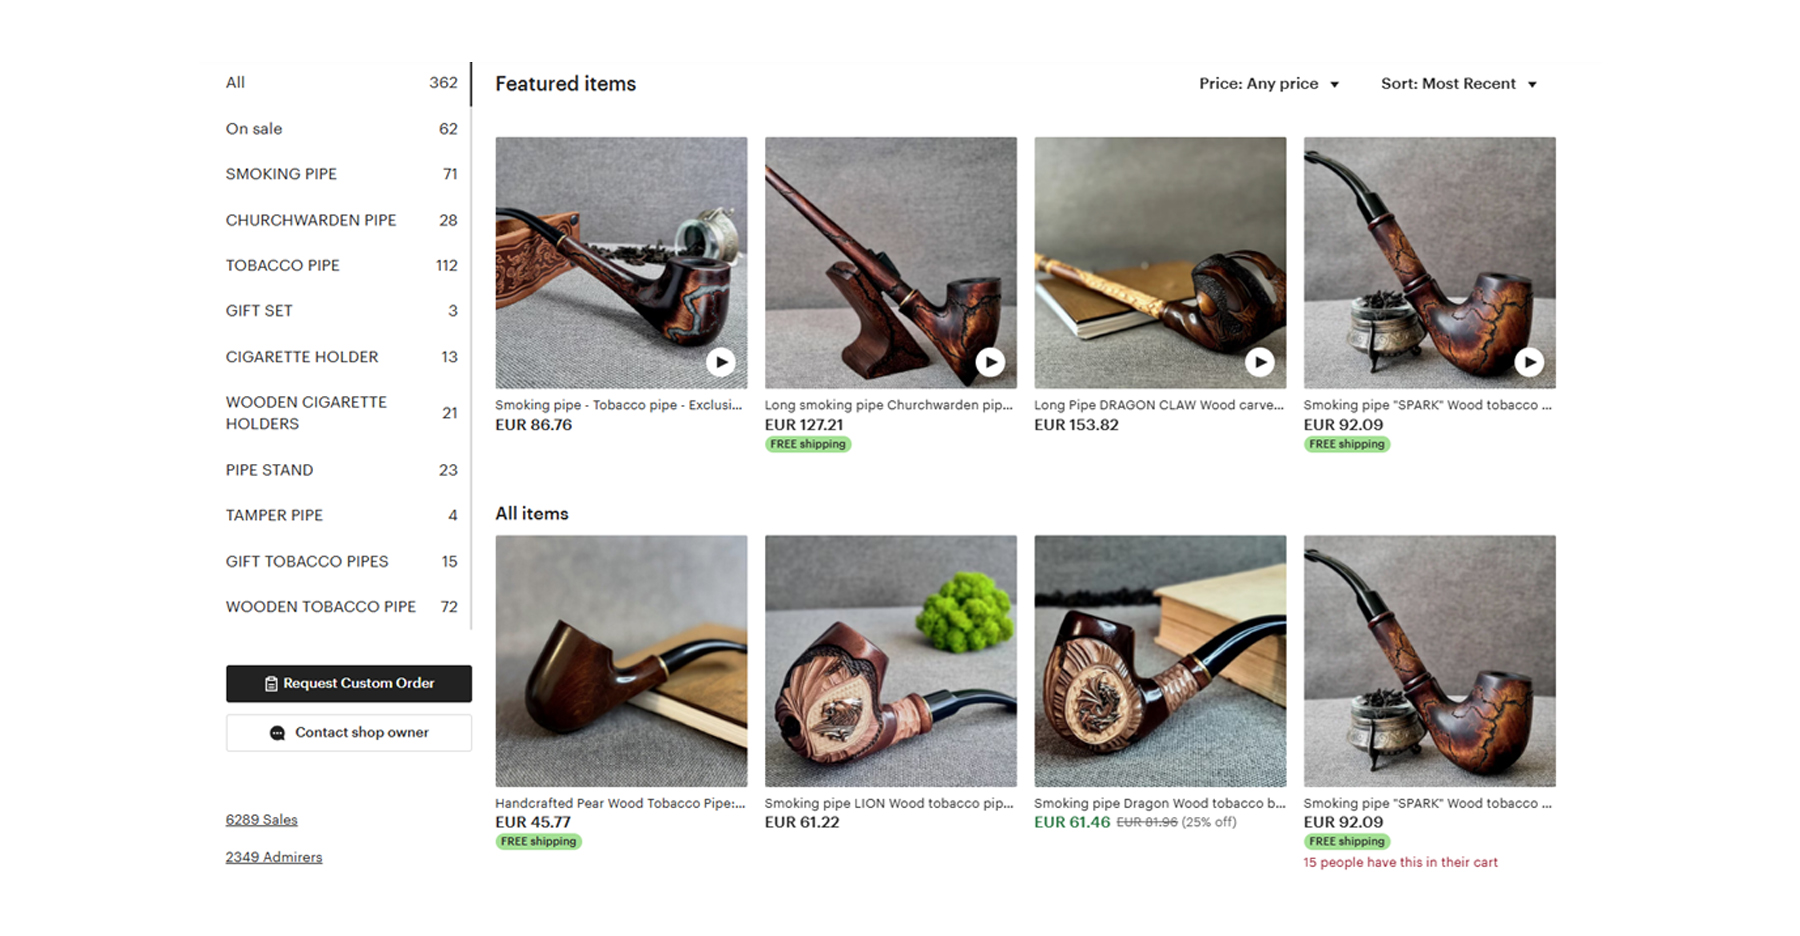 All 362
On sale 62
SMOKING PIPE 71
CHURCHWARDEN PIPE 28
TOBACCO PIPE 112
GIFT SET 3
CIGARETTE HOLDER 13
WOODEN CIGARETTE
HOLDERS 21
PIPE STAND 23
TAMPER PIPE 4
GIFT TOBACCO PIPES 15
WOODEN TOBACCO PIPE 72
Request Custom Order
Contact shop owner
6289 Sales
2349 Admirers
Featured items
Price: Any price
Sort: Most Recent
Smoking pipe - Tobacco pipe - Exclusi...
EUR 86.76
Long smoking pipe Churchwarden pip...
EUR 127.21
FREE shipping
Long Pipe DRAGON CLAW Wood carve...
EUR 153.82
Smoking pipe "SPARK" Wood tobacco ...
EUR 92.09
FREE shipping
All items
Handcrafted Pear Wood Tobacco Pipe:...
EUR 45.77
FREE shipping
Smoking pipe LION Wood tobacco pip...
EUR 61.22
Smoking pipe Dragon Wood tobacco b...
EUR 61.46 EUR 81.96 (25% off)
Smoking pipe "SPARK" Wood tobacco ...
EUR 92.09
FREE shipping
15 people have this in their cart